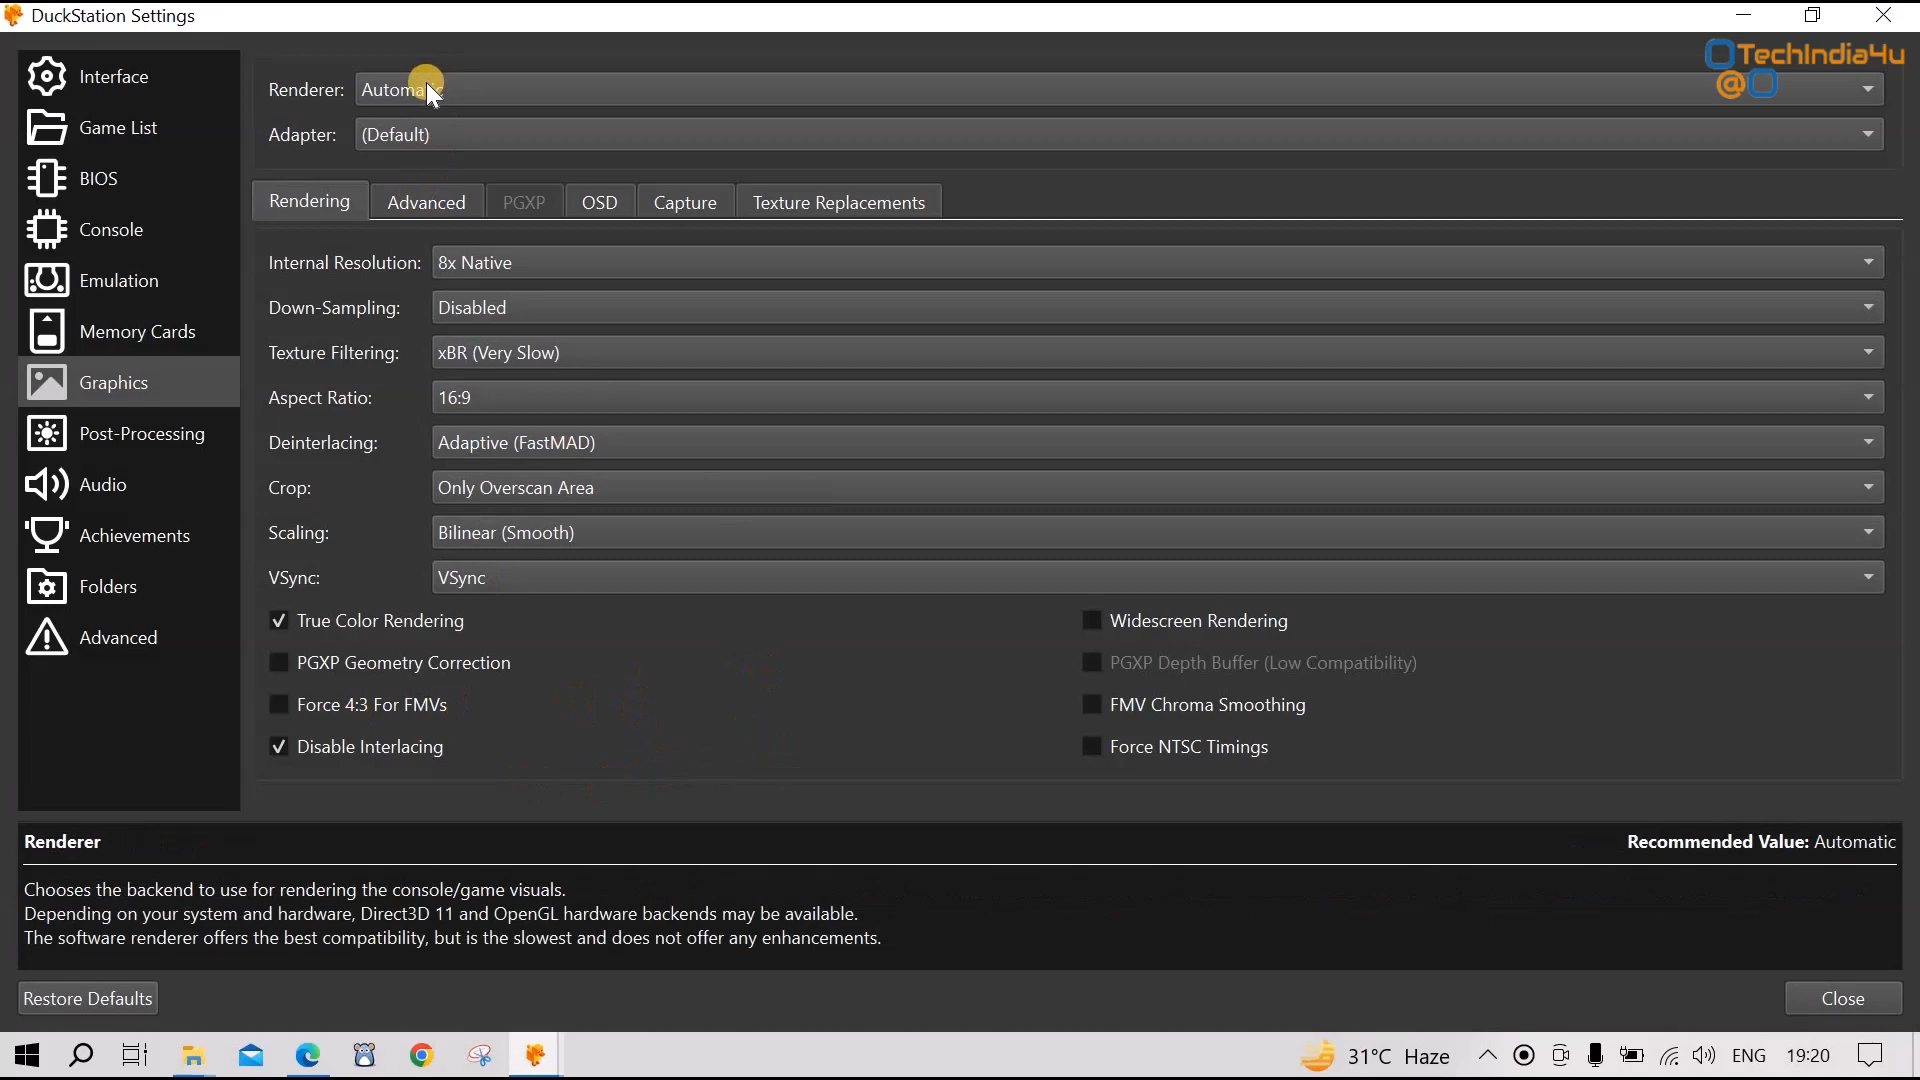 DuckStation Settings
TechIndia4u
@
Interface
Game List
BIOS
Console
Emulation
Memory Cards
Graphics
Post-Processing
Audio
Achievements
Folders
Advanced
Renderer:
Adapter: (Default)
Rendering Advanced PGXP OSD Capture Texture Replacements
Internal Resolution: 8x Native
Down-Sampling: Disabled
Texture Filtering: xBR (Very Slow)
Aspect Ratio: 16:9
Deinterlacing: Adaptive (FastMAD)
Crop: Only Overscan Area
Scaling: Bilinear (Smooth)
VSync: VSync
True Color Rendering Widescreen Rendering
PGXP Geometry Correction PGXP Depth Buffer (Low Compatibility)
Force 4:3 For FMVs FMV Chroma Smoothing
Disable Interlacing Force NTSC Timings
Renderer Recommended Value: Automatic
Chooses the backend to use for rendering the console/game visuals.
Depending on your system and hardware, Direct3D 11 and OpenGL hardware backends may be available.
The software renderer offers the best compatibility, but is the slowest and does not offer any enhancements.
Restore Defaults Close
31°C Haze ENG 19:20